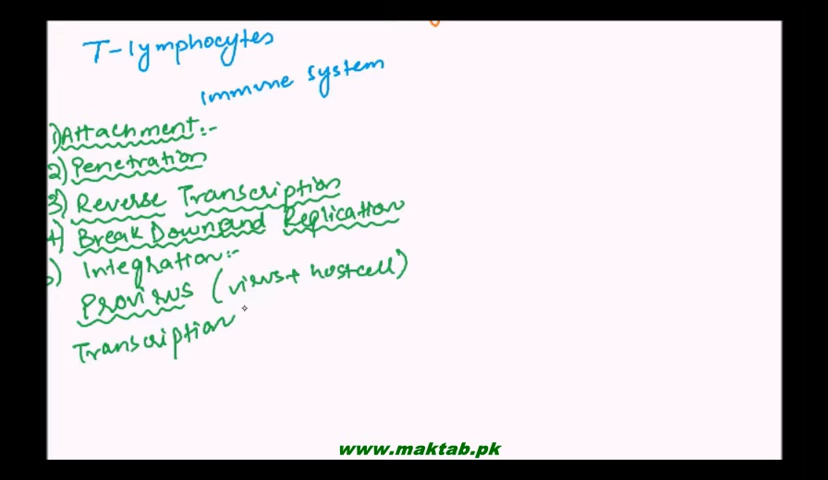 T-lymphocytes
immune system
1) Attachment:-
2) Penetration
3) Reverse Transcription
4) Break Down and Replication
5) Integration:-
Provirus (virus+ hostcell)
Transcription
www.maktab.pk